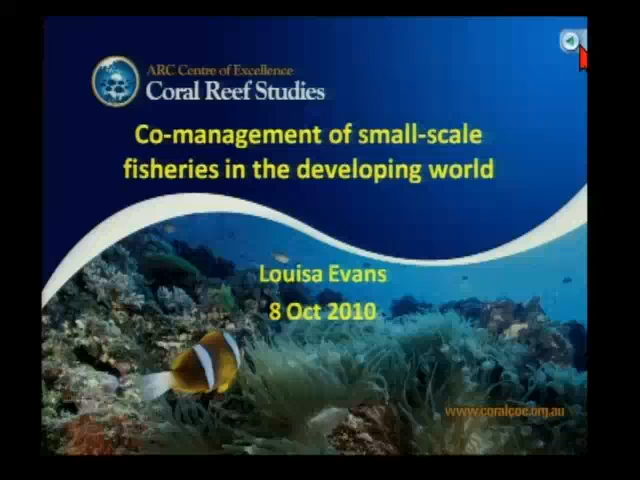 ARC Centre of Excellence
Coral Reef Studies
Co-management of small-scale
fisheries in the developing world
Louisa Evans
8 Oct 2010
www.coralcoe.org.au